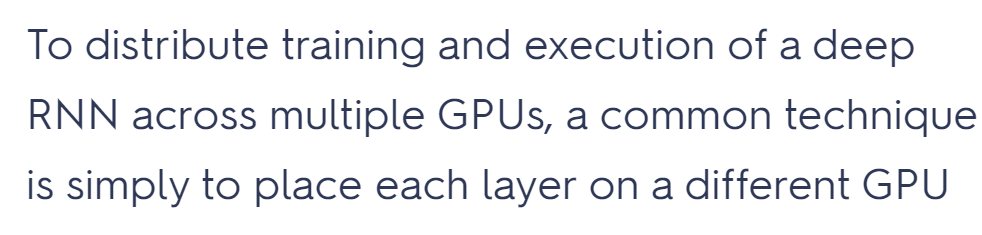 To distribute training and execution of a deep
RNN across multiple GPUs, a common technique
is simply to place each layer on a different GPU